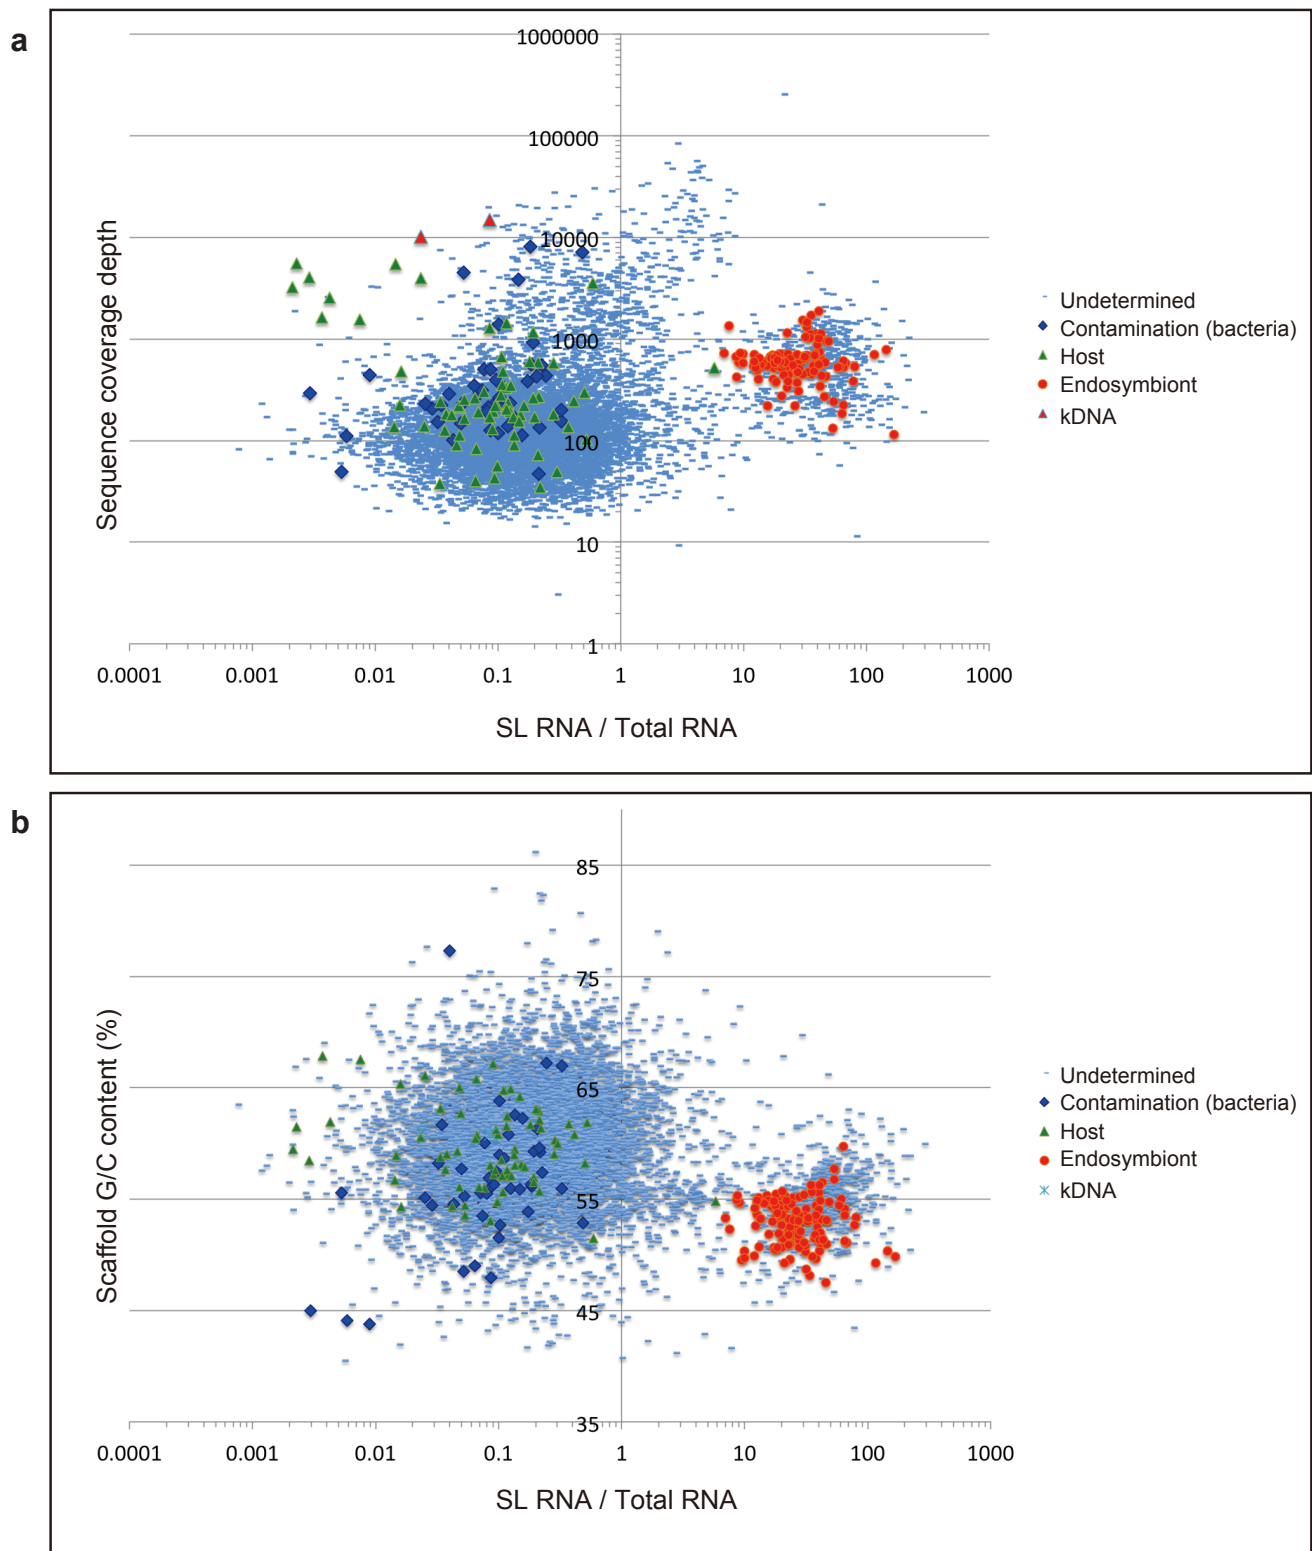 a
1000000
100000
10000
1000
100
10
1
Sequence coverage depth
0.0001 0.001 0.01 0.1 1 10 100 1000
SL RNA / Total RNA
Undetermined
Contamination (bacteria)
Host
Endosymbiont
kDNA
b
85
75
65
55
45
35
Scaffold G/C content (%)
0.0001 0.001 0.01 0.1 1 10 100 1000
SL RNA / Total RNA
Undetermined
Contamination (bacteria)
Host
Endosymbiont
kDNA